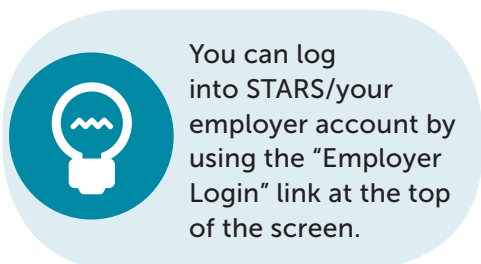 You can log
into STARS/your
employer account by
using the “Employer
Login” link at the top
of the screen.